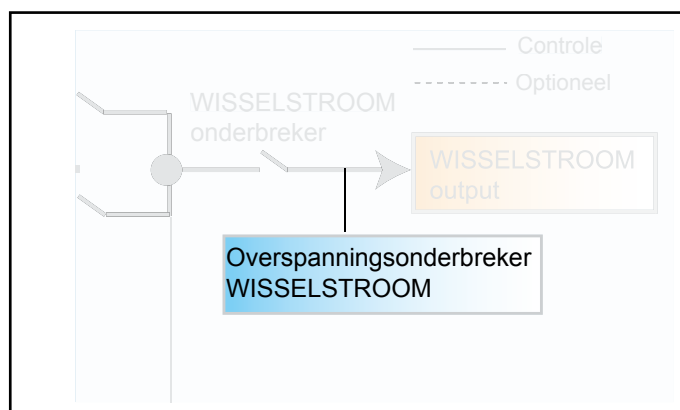 Controle
Optioneel
WISSELSTROOM
onderbreker
WISSELSTROOM
output
Overspanningsonderbreker
WISSELSTROOM